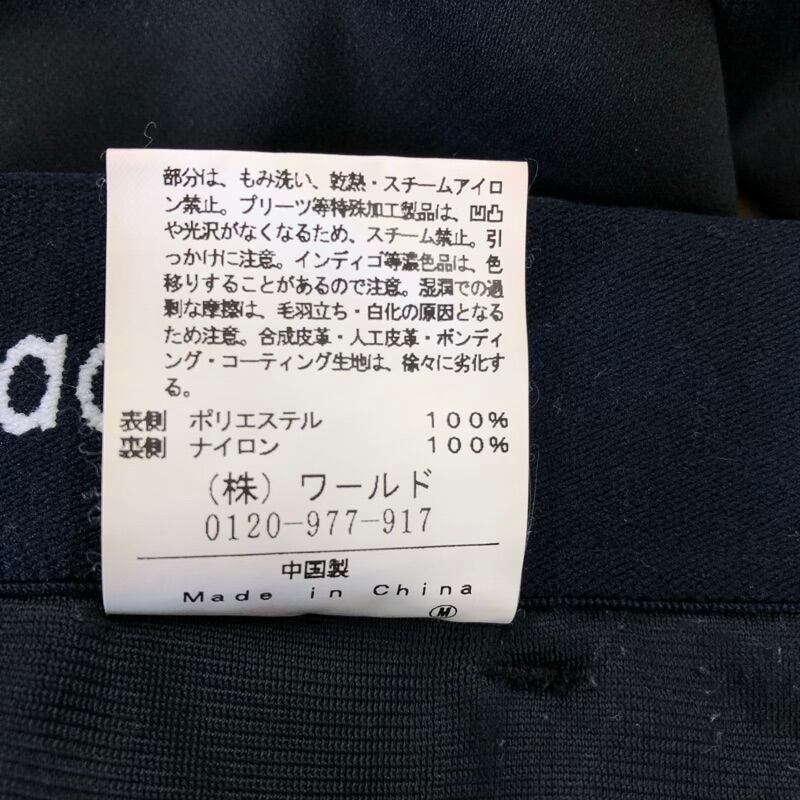 部分は、もみ洗い、乾熱・スチームアイロ
ン禁止。プリーツ等特殊加工製品は、凹凸
や光沢がなくなるため、スチーム禁止。引
っかけに注意。インディゴ等濃色品は、色
移りすることがあるので注意。湿潤での過
剰な摩擦は、毛羽立ち・白化の原因となる
ため注意。合成皮革・人工皮革・ボンディ
ング・コーティング生地は、徐々に劣化す
る。
表側 ポリエステル 100%
裏側 ナイロン 100%
(株) ワールド
0120-977-917
中国製
Made in China
M